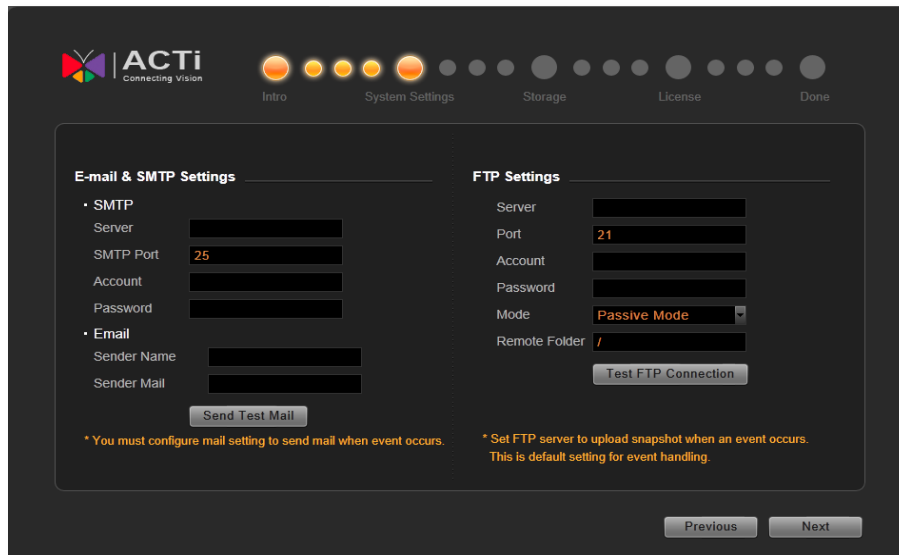 ACTi
Connecting Vision
Intro
System Settings
Storage
License
Done
E-mail & SMTP Settings
• SMTP
Server
SMTP Port 25
Account
Password
• Email
Sender Name
Sender Mail
Send Test Mail
* You must configure mail setting to send mail when event occurs.
FTP Settings
Server
Port 21
Account
Password
Mode Passive Mode
Remote Folder /
Test FTP Connection
* Set FTP server to upload snapshot when an event occurs.
This is default setting for event handling.
Previous
Next